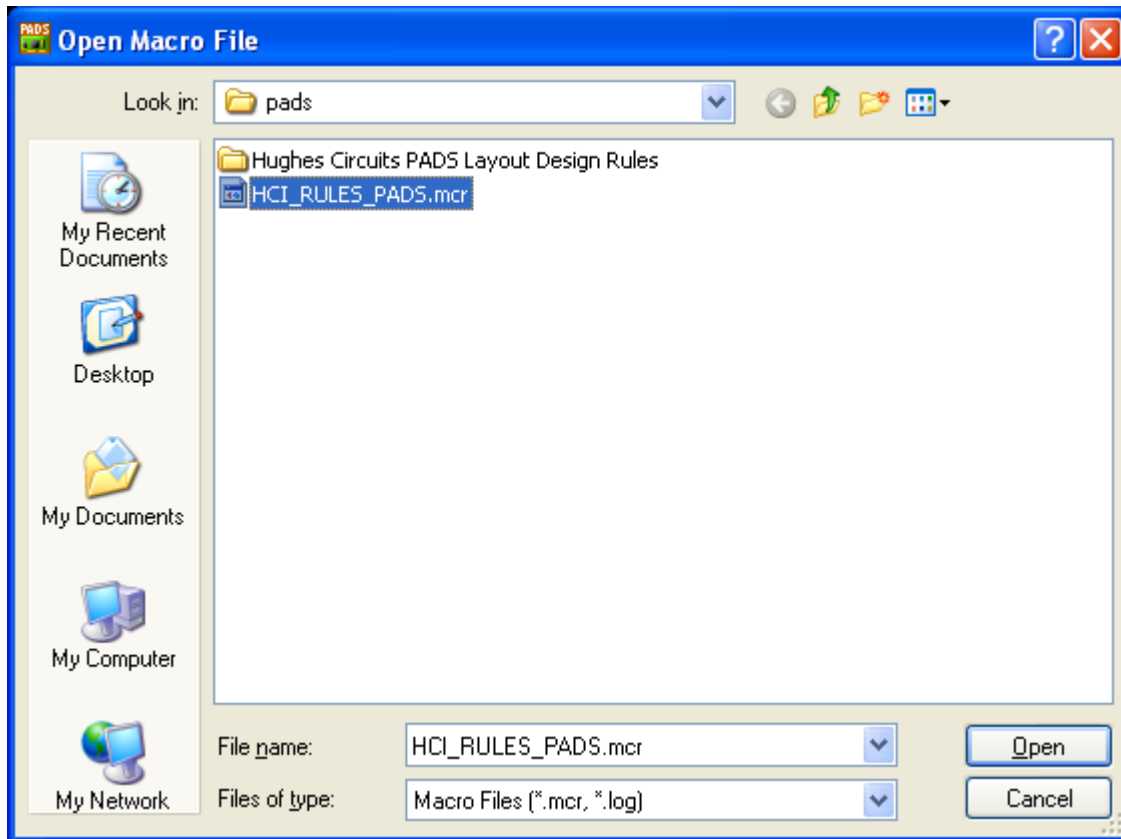 PADS
Open Macro File
Look in:
pads
My Recent
Documents
Desktop
My Documents
My Computer
My Network
Hughes Circuits PADS Layout Design Rules
HCI_RULES_PADS.mcr
File name:
HCI_RULES_PADS.mcr
Open
Files of type:
Macro Files (*.mcr, *.log)
Cancel